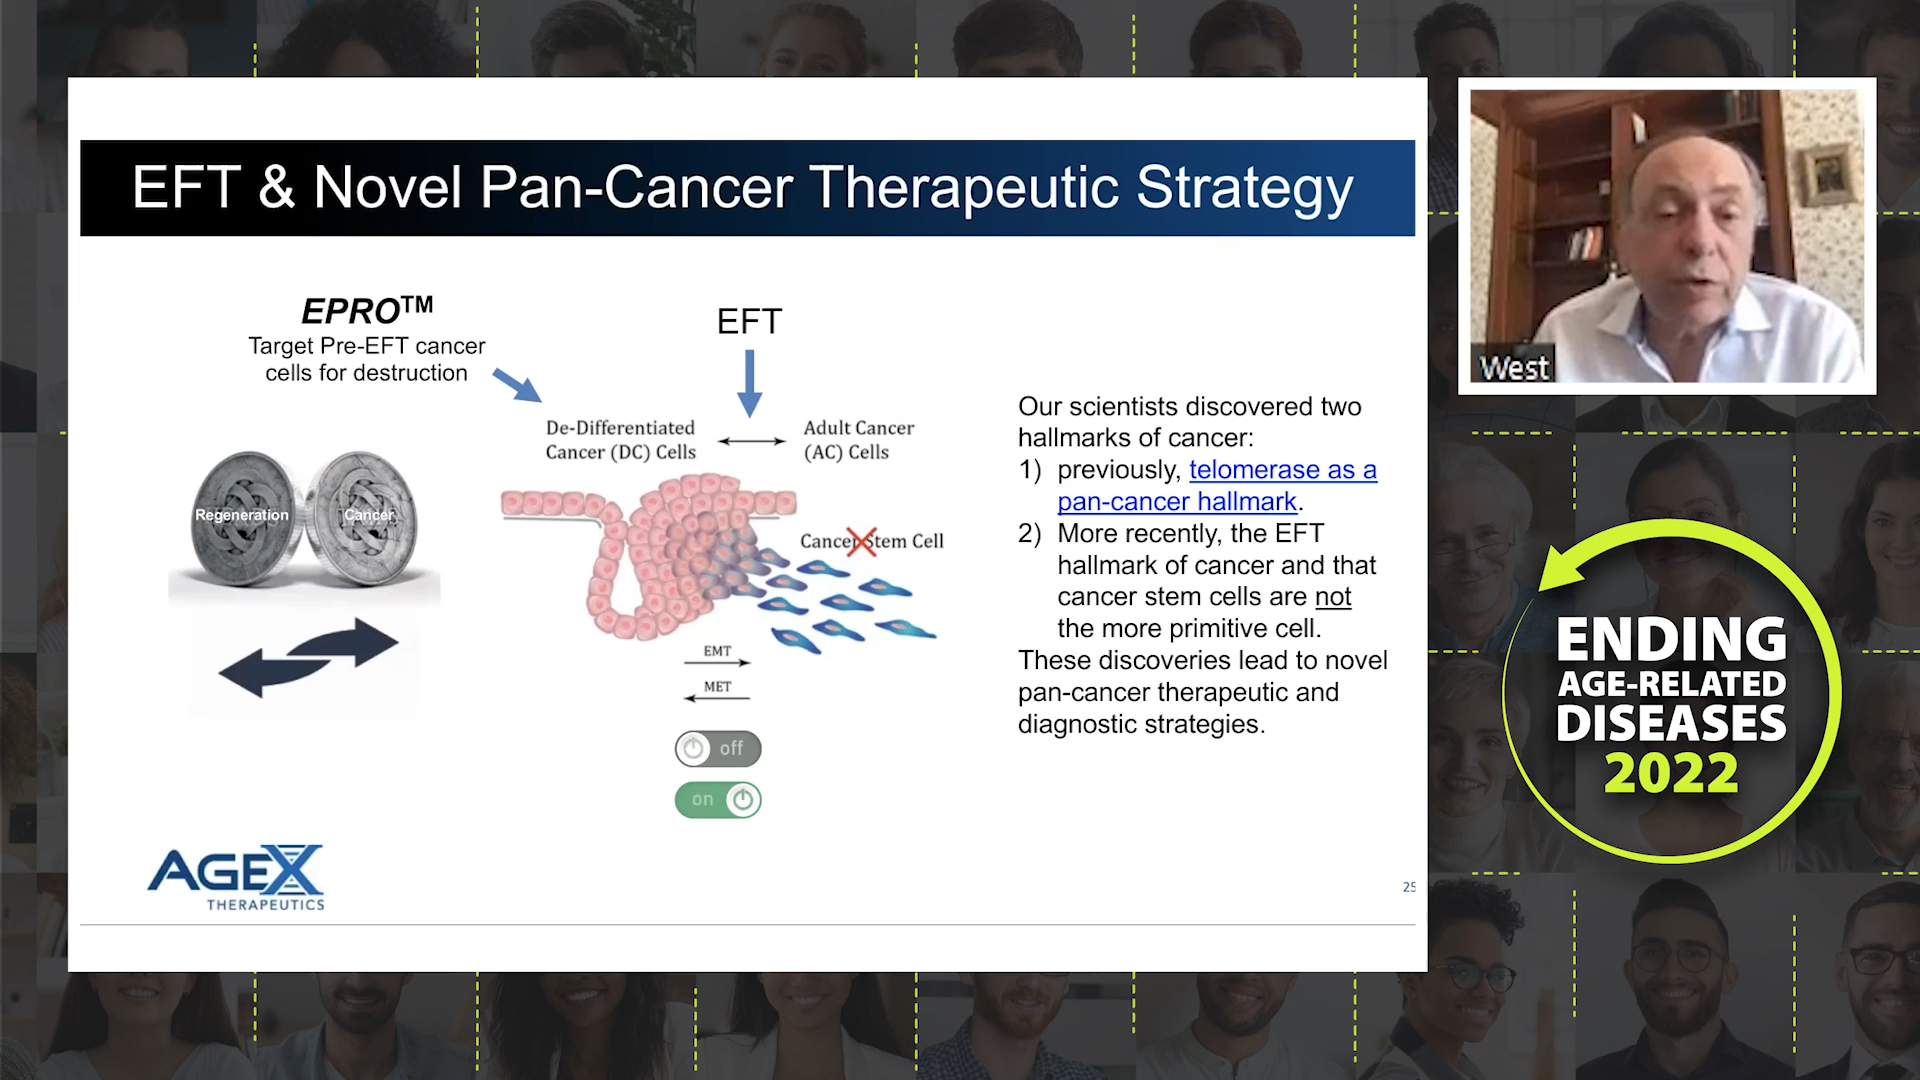 EFT & Novel Pan-Cancer Therapeutic Strategy
EPRO™
Target Pre-EFT cancer
cells for destruction
EFT
De-Differentiated
Cancer (DC) Cells
Adult Cancer
(AC) Cells
Regeneration
Cancer
Cancer Stem Cell
EMT
MET
off
on
Our scientists discovered two
hallmarks of cancer:
1) previously, telomerase as a
pan-cancer hallmark.
2) More recently, the EFT
hallmark of cancer and that
cancer stem cells are not
the more primitive cell.
These discoveries lead to novel
pan-cancer therapeutic and
diagnostic strategies.
AGEX
THERAPEUTICS
25
West
ENDING
AGE-RELATED
DISEASES
2022